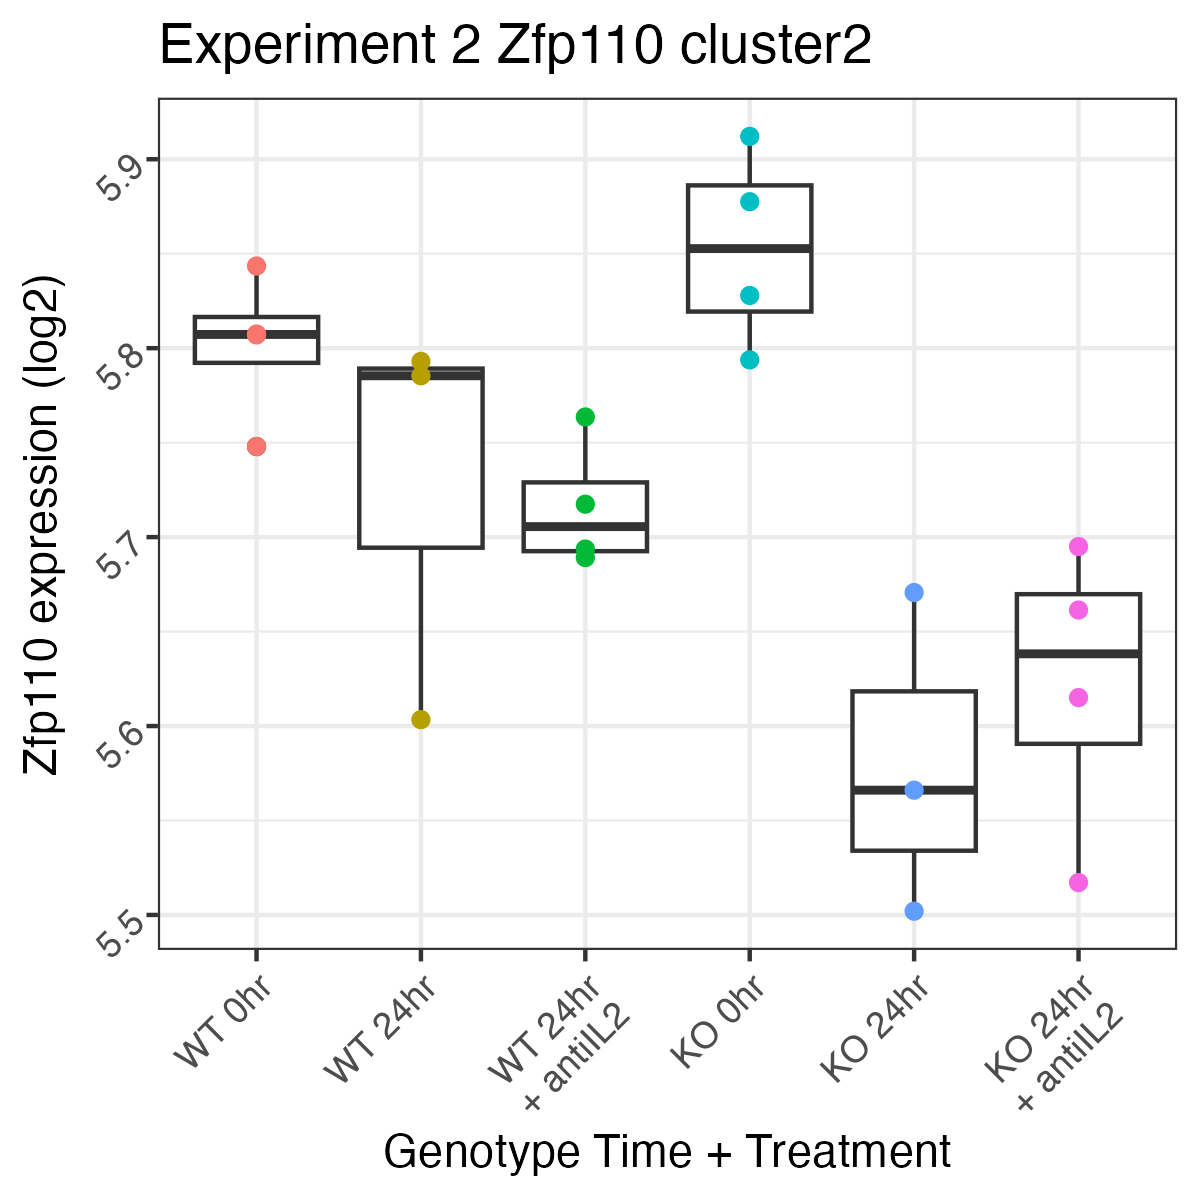 Experiment 2 Zfp110 cluster2
Zfp110 expression (log2)
5.9
5.8
5.7
5.6
5.5
WT 0hr
WT 24hr
WT 24hr
+ antiIL2
KO 0hr
KO 24hr
KO 24hr
+ antiIL2
Genotype Time + Treatment